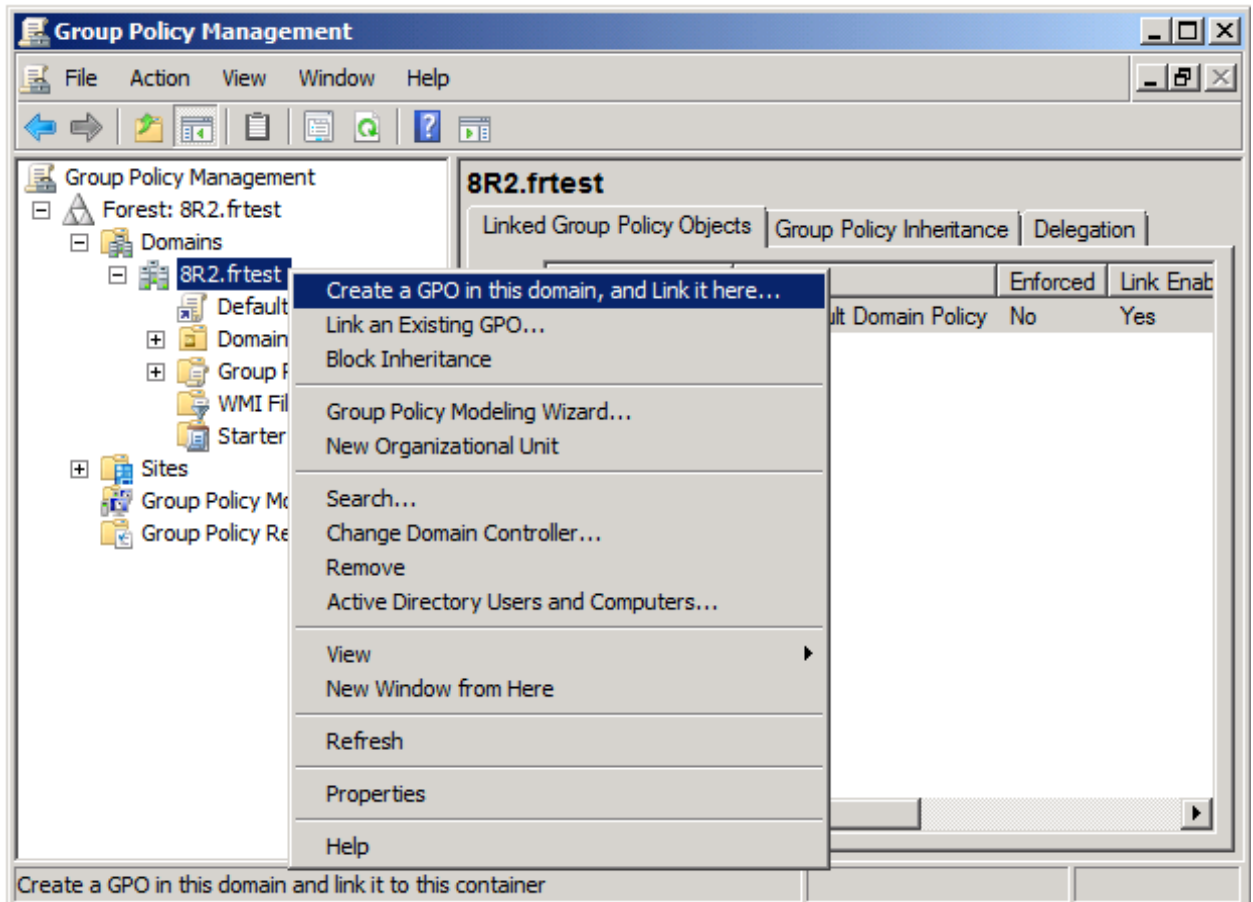 Group Policy Management
File Action View Window Help
Group Policy Management
Forest: 8R2.frtest
Domains
8R2.frtest
Default
Domain
Group
WMI
Starter
Sites
Group Policy
Group Policy
8R2.frtest
Linked Group Policy Objects Group Policy Inheritance Delegation
Enforced Link Enab
Domain Policy No Yes
Create a GPO in this domain, and Link it here...
Link an Existing GPO...
Block Inheritance
Group Policy Modeling Wizard...
New Organizational Unit
Search...
Change Domain Controller...
Remove
Active Directory Users and Computers...
View
New Window from Here
Refresh
Properties
Help
Create a GPO in this domain and link it to this container